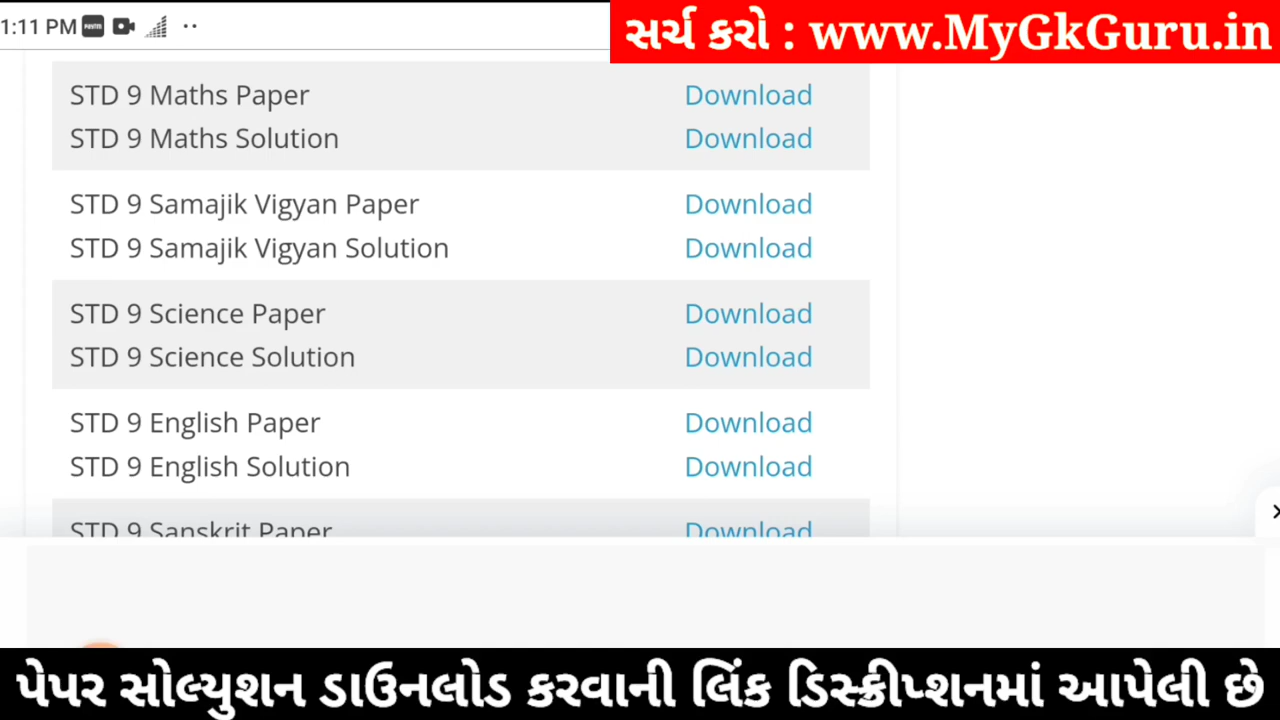 1:11 PM
સર્ચ કરો : www.MyGkGuru.in
STD 9 Maths Paper Download
STD 9 Maths Solution Download
STD 9 Samajik Vigyan Paper Download
STD 9 Samajik Vigyan Solution Download
STD 9 Science Paper Download
STD 9 Science Solution Download
STD 9 English Paper Download
STD 9 English Solution Download
STD 9 Sanskrit Paper Download
પેપર સોલ્યુશન ડાઉનલોડ કરવાની લિંક ડિસ્ક્રીપ્શનમાં આપેલી છે